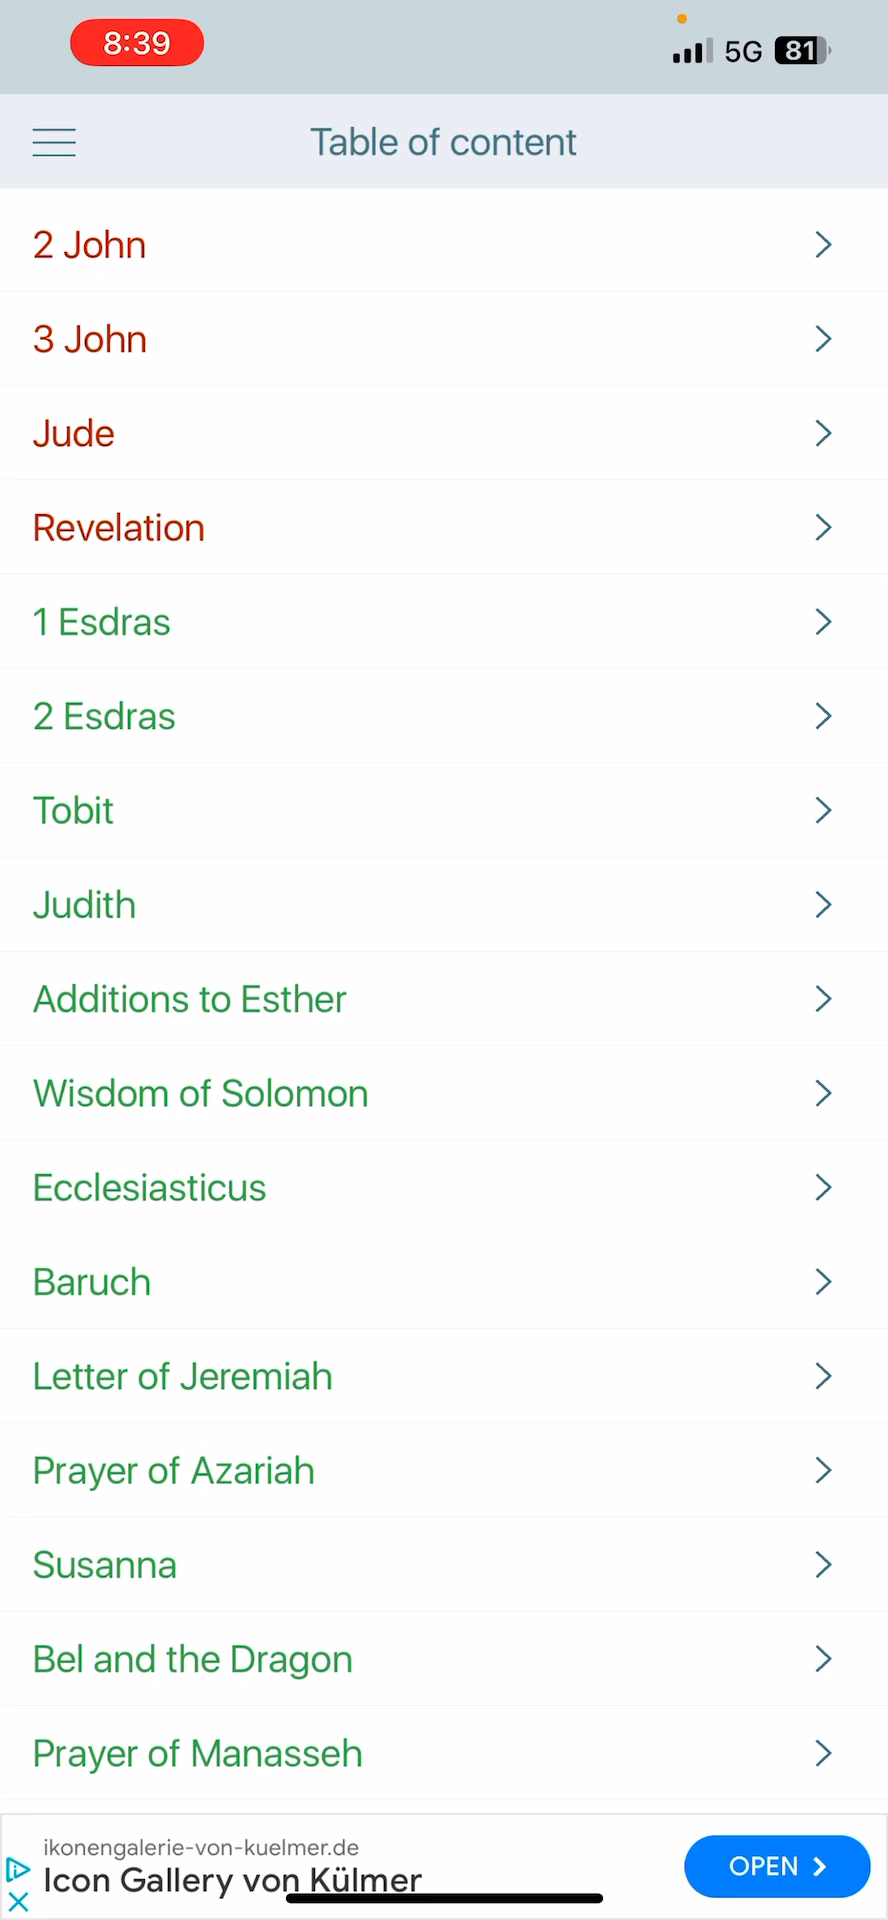 8:39
5G 81
Table of content
2 John
3 John
Jude
Revelation
1 Esdras
2 Esdras
Tobit
Judith
Additions to Esther
Wisdom of Solomon
Ecclesiasticus
Baruch
Letter of Jeremiah
Prayer of Azariah
Susanna
Bel and the Dragon
Prayer of Manasseh
ikonengalerie-von-kuelmer.de
Icon Gallery von Külmer
OPEN